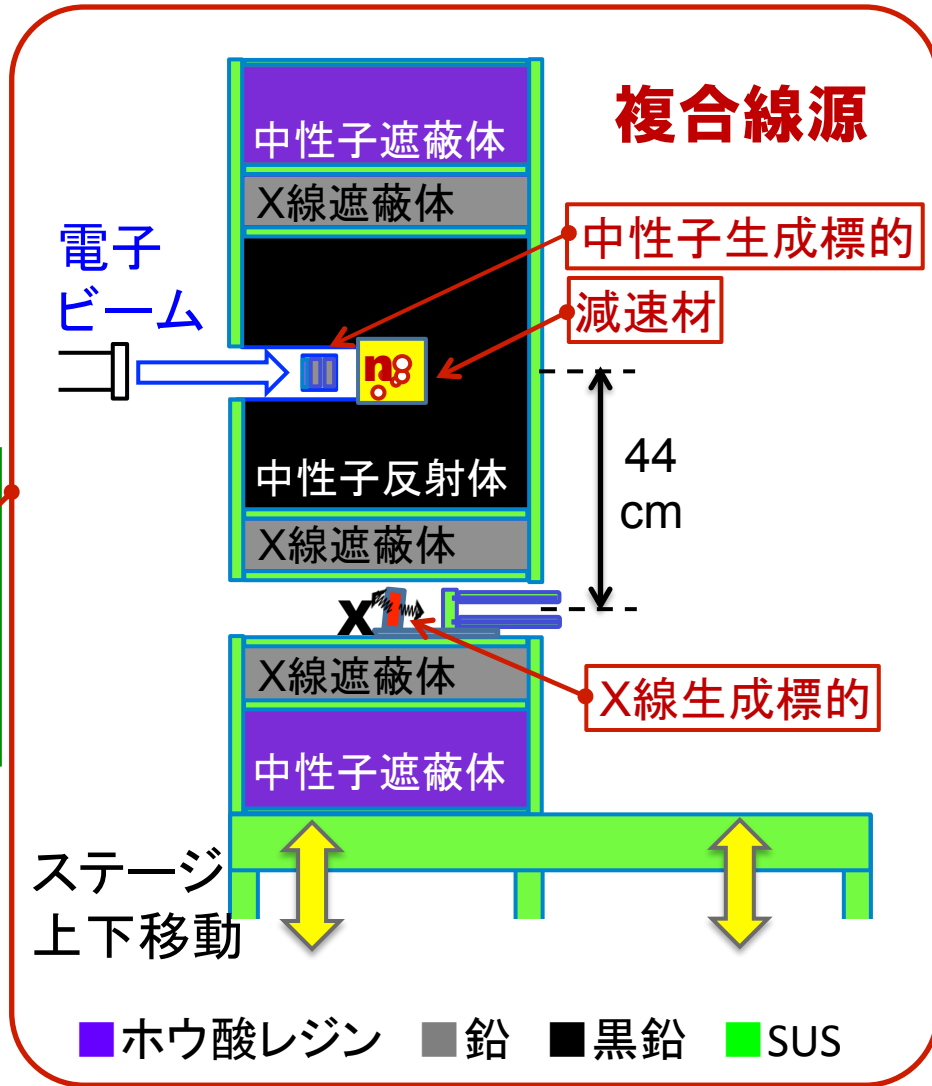 複合線源
中性子遮蔽体
X線遮蔽体
電子
ビーム
中性子生成標的
減速材
n
中性子反射体
44
cm
X線遮蔽体
X
X線遮蔽体
X線生成標的
中性子遮蔽体
ステージ
上下移動
ホウ酸レジン 鉛 黒鉛 SUS